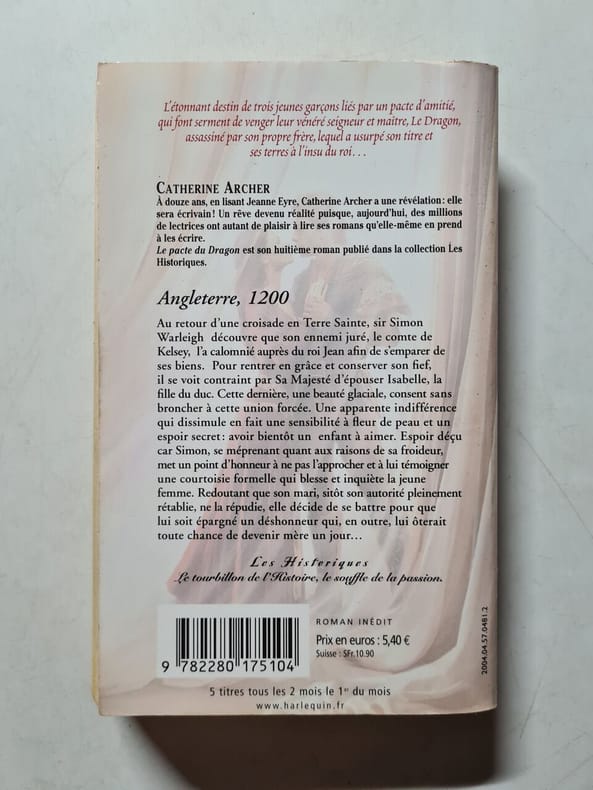 L'étonnant destin de trois jeunes garçons liés par un pacte d'amitié,
qui font serment de venger leur vénéré seigneur et maître, Le Dragon,
assassiné par son propre frère, lequel a usurpé son titre et
ses terres à l'insu du roi...
CATHERINE ARCHER
À douze ans, en lisant Jeanne Eyre, Catherine Archer a une révélation : elle
sera écrivain ! Un rêve devenu réalité puisque, aujourd'hui, des millions
de lectrices ont autant de plaisir à lire ses romans qu'elle-même en prend
à les écrire.
Le pacte du Dragon est son huitième roman publié dans la collection Les
Historiques.
Angleterre, 1200
Au retour d'une croisade en Terre Sainte, sir Simon
Warleigh découvre que son ennemi juré, le comte de
Kelsey, l'a calomnié auprès du roi Jean afin de s'emparer de
ses biens. Pour rentrer en grâce et conserver son fief,
il se voit contraint par Sa Majesté d'épouser Isabelle, la
fille du duc. Cette dernière, une beauté glaciale, consent sans
broncher à cette union forcée. Une apparente indifférence
qui dissimule en fait une sensibilité à fleur de peau et un
espoir secret : avoir bientôt un enfant à aimer. Espoir déçu
car Simon, se méprenant quant aux raisons de sa froideur,
met un point d'honneur à ne pas l'approcher et à lui témoigner
une courtoisie formelle qui blesse et inquiète la jeune
femme. Redoutant que son mari, sitôt son autorité pleinement
rétablie, ne la répudie, elle décide de se battre pour que
lui soit épargné un déshonneur qui, en outre, lui ôterait
toute chance de devenir mère un jour...
Les Historiques
Le tourbillon de l'Histoire, le souffle de la passion.
ROMAN INÉDIT
Prix en euros : 5,40 €
Suisse : SFr.10.90
9 782280 175104
5 titres tous les 2 mois le 1er du mois
www.harlequin.fr
2004.04.57.0481.2